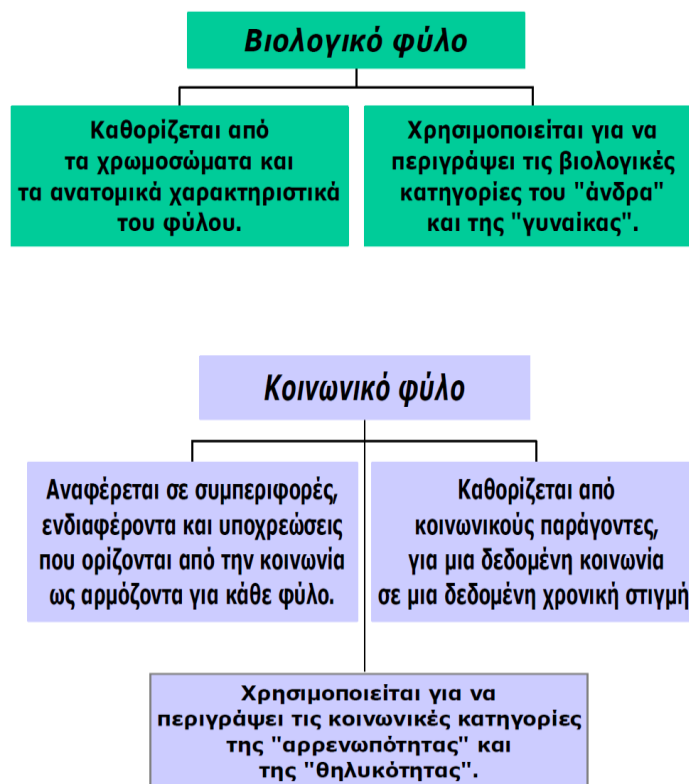 Βιολογικό φύλο
Καθορίζεται από
τα χρωμοσώματα και
τα ανατομικά χαρακτηριστικά
του φύλου.
Χρησιμοποιείται για να
περιγράψει τις βιολογικές
κατηγορίες του "άνδρα"
και της "γυναίκας".
Κοινωνικό φύλο
Αναφέρεται σε συμπεριφορές,
ενδιαφέροντα και υποχρεώσεις
που ορίζονται από την κοινωνία
ως αρμόζοντα για κάθε φύλο.
Καθορίζεται από
κοινωνικούς παράγοντες,
για μια δεδομένη κοινωνία
σε μια δεδομένη χρονική στιγμή
Χρησιμοποιείται για να
περιγράψει τις κοινωνικές κατηγορίες
της "αρρενωπότητας" και
της "θηλυκότητας".